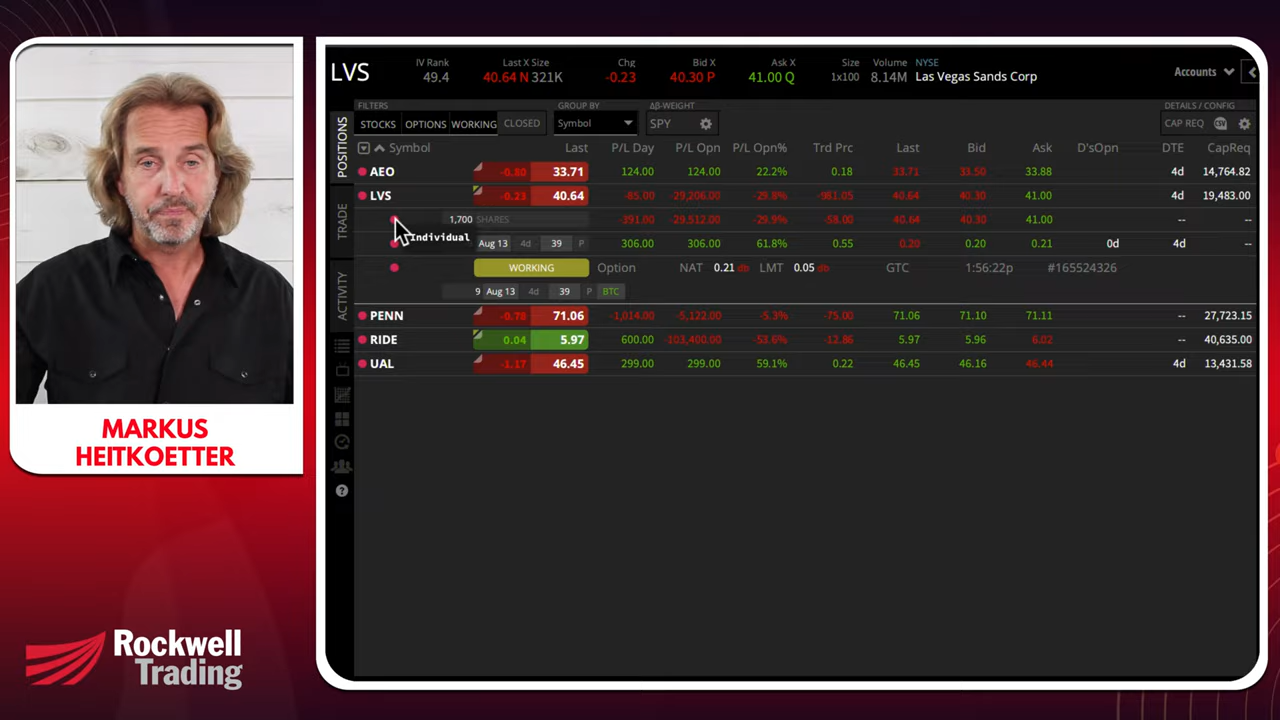 LVS
IV Rank
49.4
Last X Size
40.64 N 321K
Chg
-0.23
Bid X
40.30 P
Ask X
41.00 Q
Size
1x100
Volume
8.14M
NYSE
Las Vegas Sands Corp
Accounts
FILTERS
STOCKS OPTIONS WORKING CLOSED
GROUP BY
Symbol
Δβ-WEIGHT
SPY
DETAILS / CONFIG
CAP REQ CSV
POSITIONS
TRADE
ACTIVITY
Symbol Last P/L Day P/L Opn P/L Opn% Trd Prc Last Bid Ask D'sOpn DTE CapReq
AEO -0.80 33.71 124.00 124.00 22.2% 0.18 33.71 33.50 33.88 4d 14,764.82
LVS -0.23 40.64 -85.00 -29,206.00 -29.8% -981.05 40.64 40.30 41.00 4d 19,483.00
1,700 SHARES -391.00 -29,512.00 -29.9% -58.00 40.64 40.30 41.00 -- --
Individual
Aug 13 4d 39 P 306.00 306.00 61.8% 0.55 0.20 0.20 0.21 0d 4d --
WORKING Option NAT 0.21 db LMT 0.05 db GTC 1:56:22p #165524326
9 Aug 13 4d 39 P BTC
PENN -0.78 71.06 -1,014.00 -5,122.00 -5.3% -75.00 71.06 71.10 71.11 -- 27,723.15
RIDE 0.04 5.97 600.00 -103,400.00 -53.6% -12.86 5.97 5.96 6.02 -- 40,635.00
UAL -1.17 46.45 299.00 299.00 59.1% 0.22 46.45 46.16 46.44 4d 13,431.58
MARKUS
HEITKOETTER
Rockwell
Trading